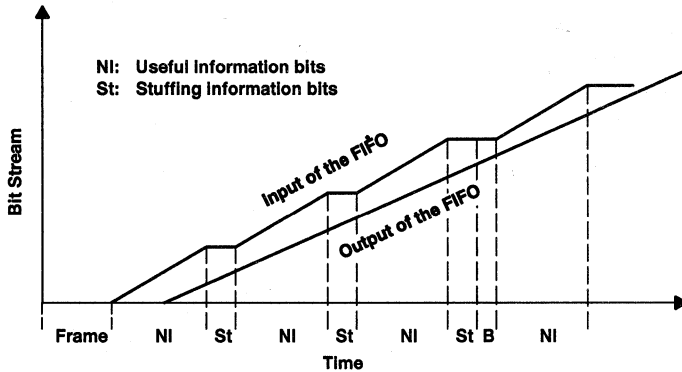 NI: Useful information bits
St: Stuffing information bits
Bit Stream
Input of the FIFO
Output of the FIFO
Frame NI St NI St NI St B NI
Time